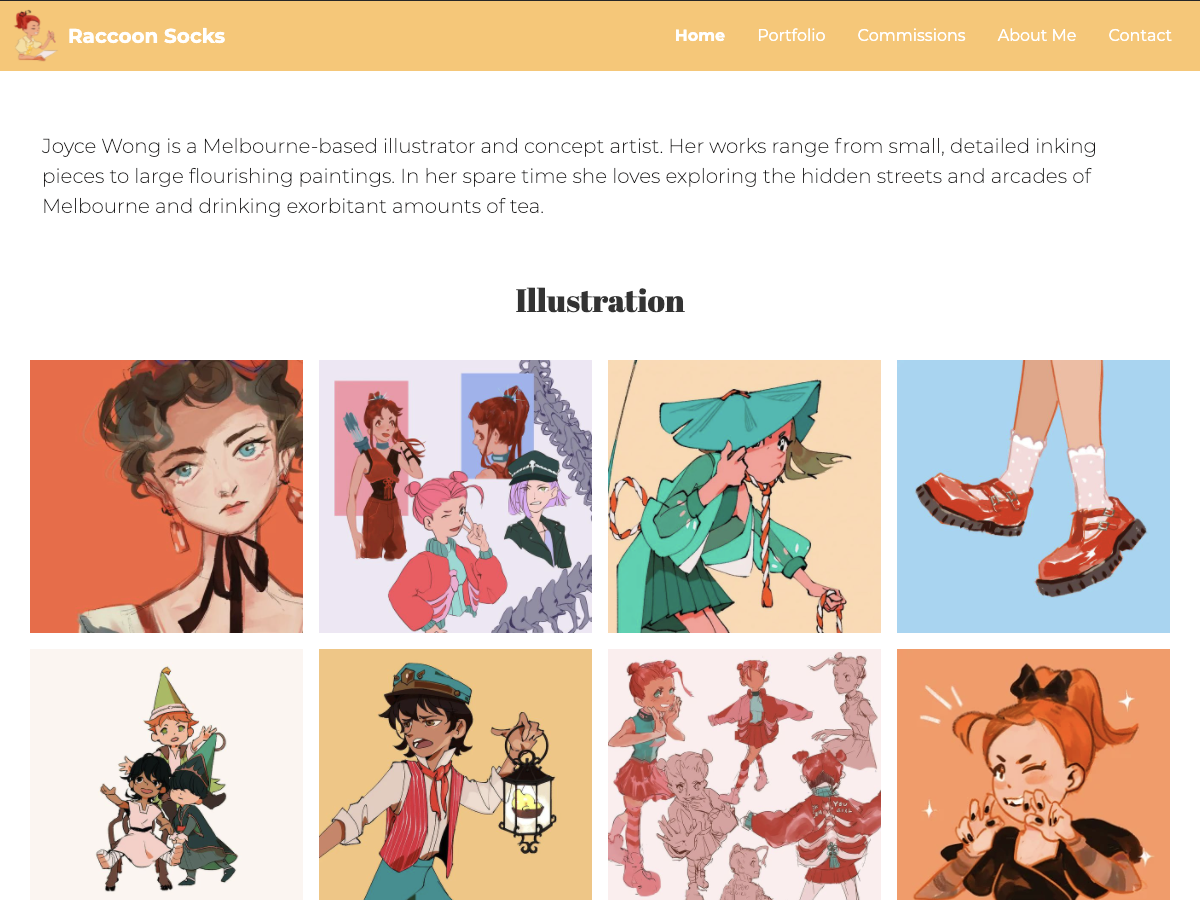 Raccoon Socks
Home Portfolio Commissions About Me Contact
Joyce Wong is a Melbourne-based illustrator and concept artist. Her works range from small, detailed inking
pieces to large flourishing paintings. In her spare time she loves exploring the hidden streets and arcades of
Melbourne and drinking exorbitant amounts of tea.
Illustration
YOU